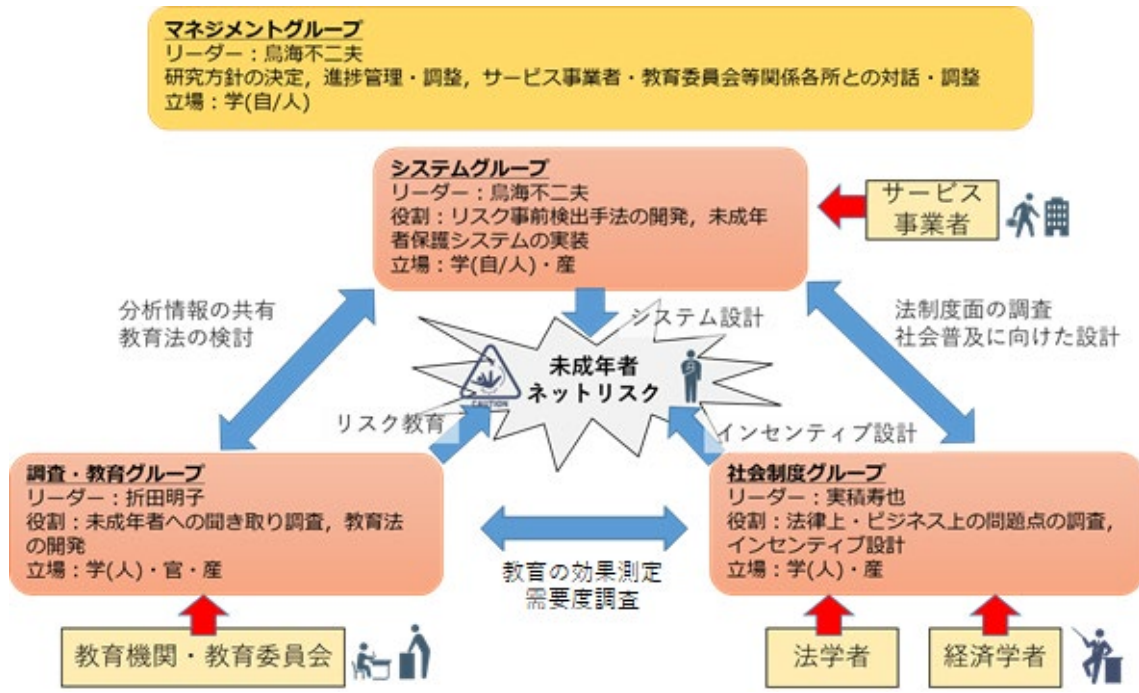 マネジメントグループ
リーダー：鳥海不二夫
研究方針の決定，進捗管理・調整，サービス事業者・教育委員会等関係各所との対話・調整
立場：学(自/人)
システムグループ
リーダー：鳥海不二夫
役割：リスク事前検出手法の開発，未成年
者保護システムの実装
立場：学(自/人)・産
サービス
事業者
分析情報の共有
教育法の検討
システム設計
法制度面の調査
社会普及に向けた設計
未成年者
ネットリスク
CAUTION
リスク教育
インセンティブ設計
調査・教育グループ
リーダー：折田明子
役割：未成年者への聞き取り調査，教育法
の開発
立場：学(人)・官・産
社会制度グループ
リーダー：実積寿也
役割：法律上・ビジネス上の問題点の調査，
インセンティブ設計
立場：学(人)・産
教育の効果測定
需要度調査
教育機関・教育委員会
法学者
経済学者